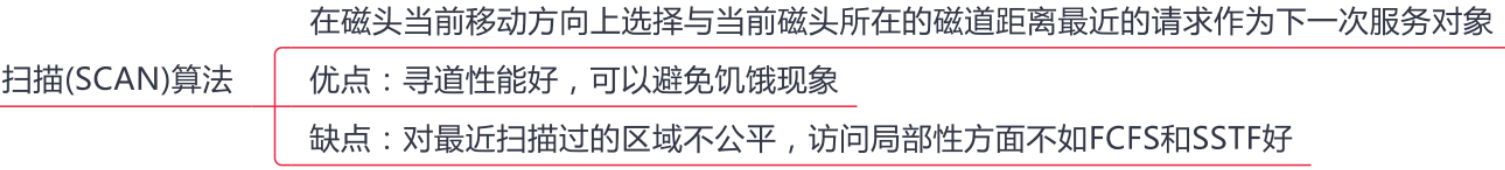 在磁头当前移动方向上选择与当前磁头所在的磁道距离最近的请求作为下一次服务对象
扫描(SCAN)算法
优点：寻道性能好，可以避免饥饿现象
缺点：对最近扫描过的区域不公平，访问局部性方面不如FCFS和SSTF好